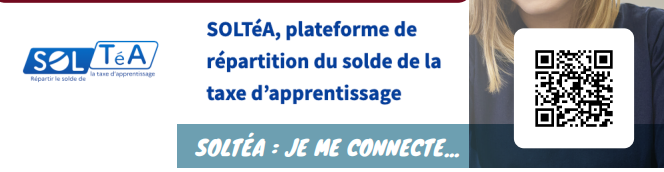 SOLTéA
Répartir le solde de la taxe d'apprentissage
SOLTéA, plateforme de
répartition du solde de la
taxe d'apprentissage
SOLTÉA : JE ME CONNECTE...